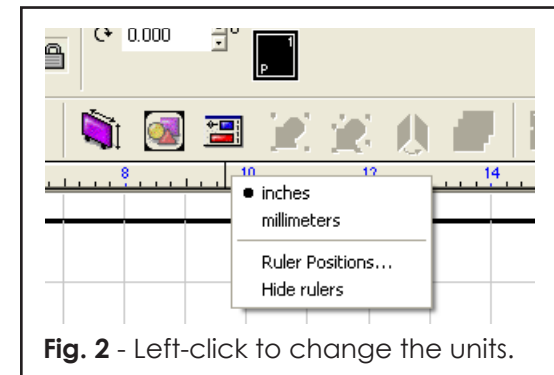 0.000 °
1
P
8 10 12 14
inches
millimeters
Ruler Positions...
Hide rulers
Fig. 2 - Left-click to change the units.